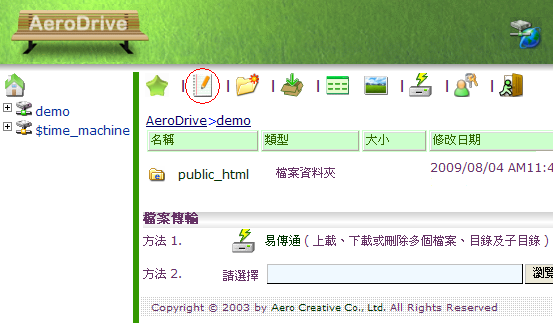 AeroDrive
demo
$time_machine
AeroDrive>demo
名稱 類型 大小 修改日期
public_html 檔案資料夾 2009/08/04 AM11:4
檔案傳輸
方法 1. 易傳通 ( 上載、下載或刪除多個檔案、目錄及子目錄 )
方法 2. 請選擇 瀏覽
Copyright © 2003 by Aero Creative Co., Ltd. All Rights Reserved